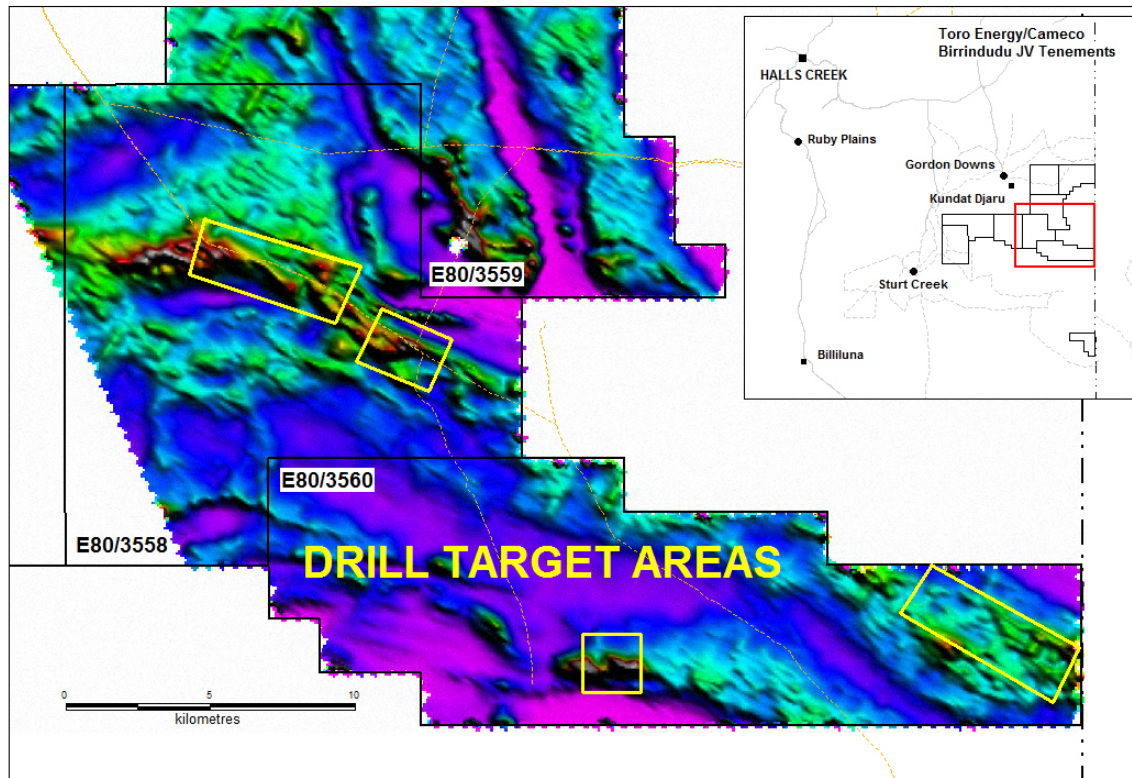 Toro Energy/Cameco
Birrindudu JV Tenements
HALLS CREEK
Ruby Plains
Gordon Downs
Kundat Djaru
Sturt Creek
Billiluna
E80/3559
E80/3560
E80/3558
DRILL TARGET AREAS
0 5 10
kilometres